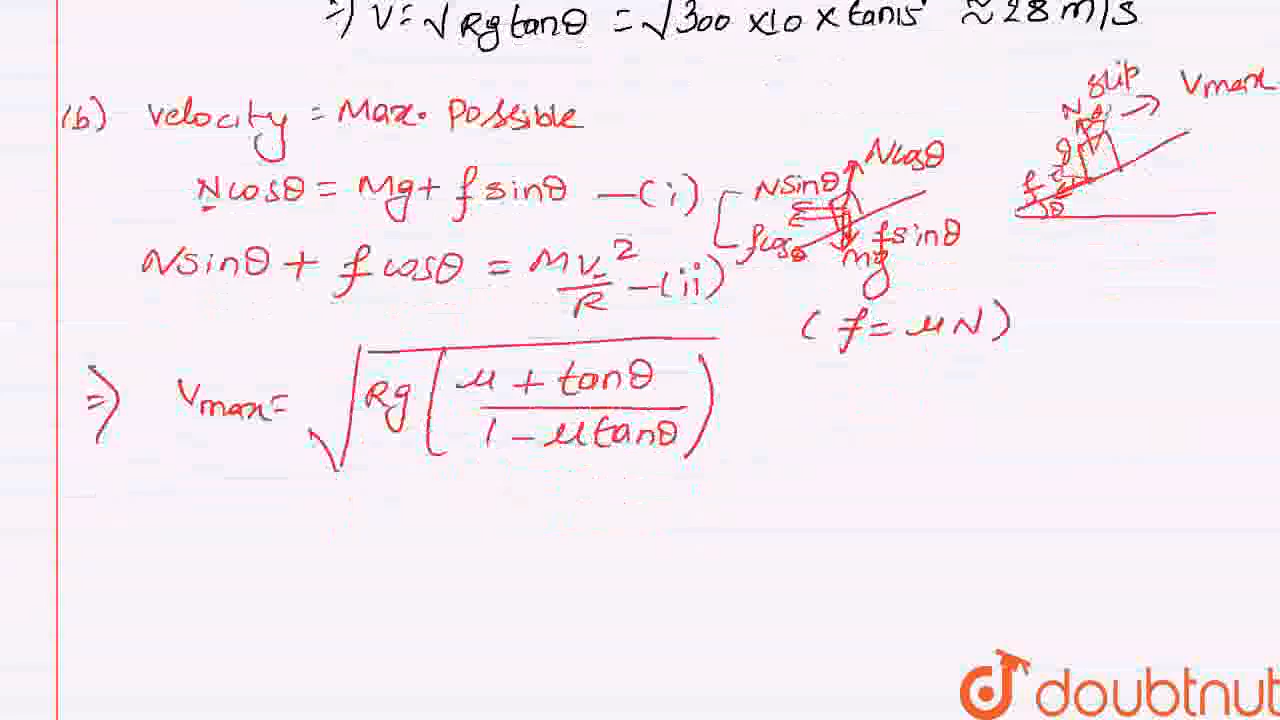 ⇒) V = √Rg tanθ = √300 ×10 × tan15° ≈ 28 m/s
(b) velocity = Max. Possible
Ncosθ = Mg + f sinθ —(i)
Nsinθ + f cosθ = MV²/R —(ii)
Nsinθ
Ncosθ
fcosθ
fsinθ
Mg
slip
Vmax
N
θ
f
θ
(f = μN)
⇒) Vmax = √Rg(μ + tanθ / 1 - μtanθ)
doubtnut